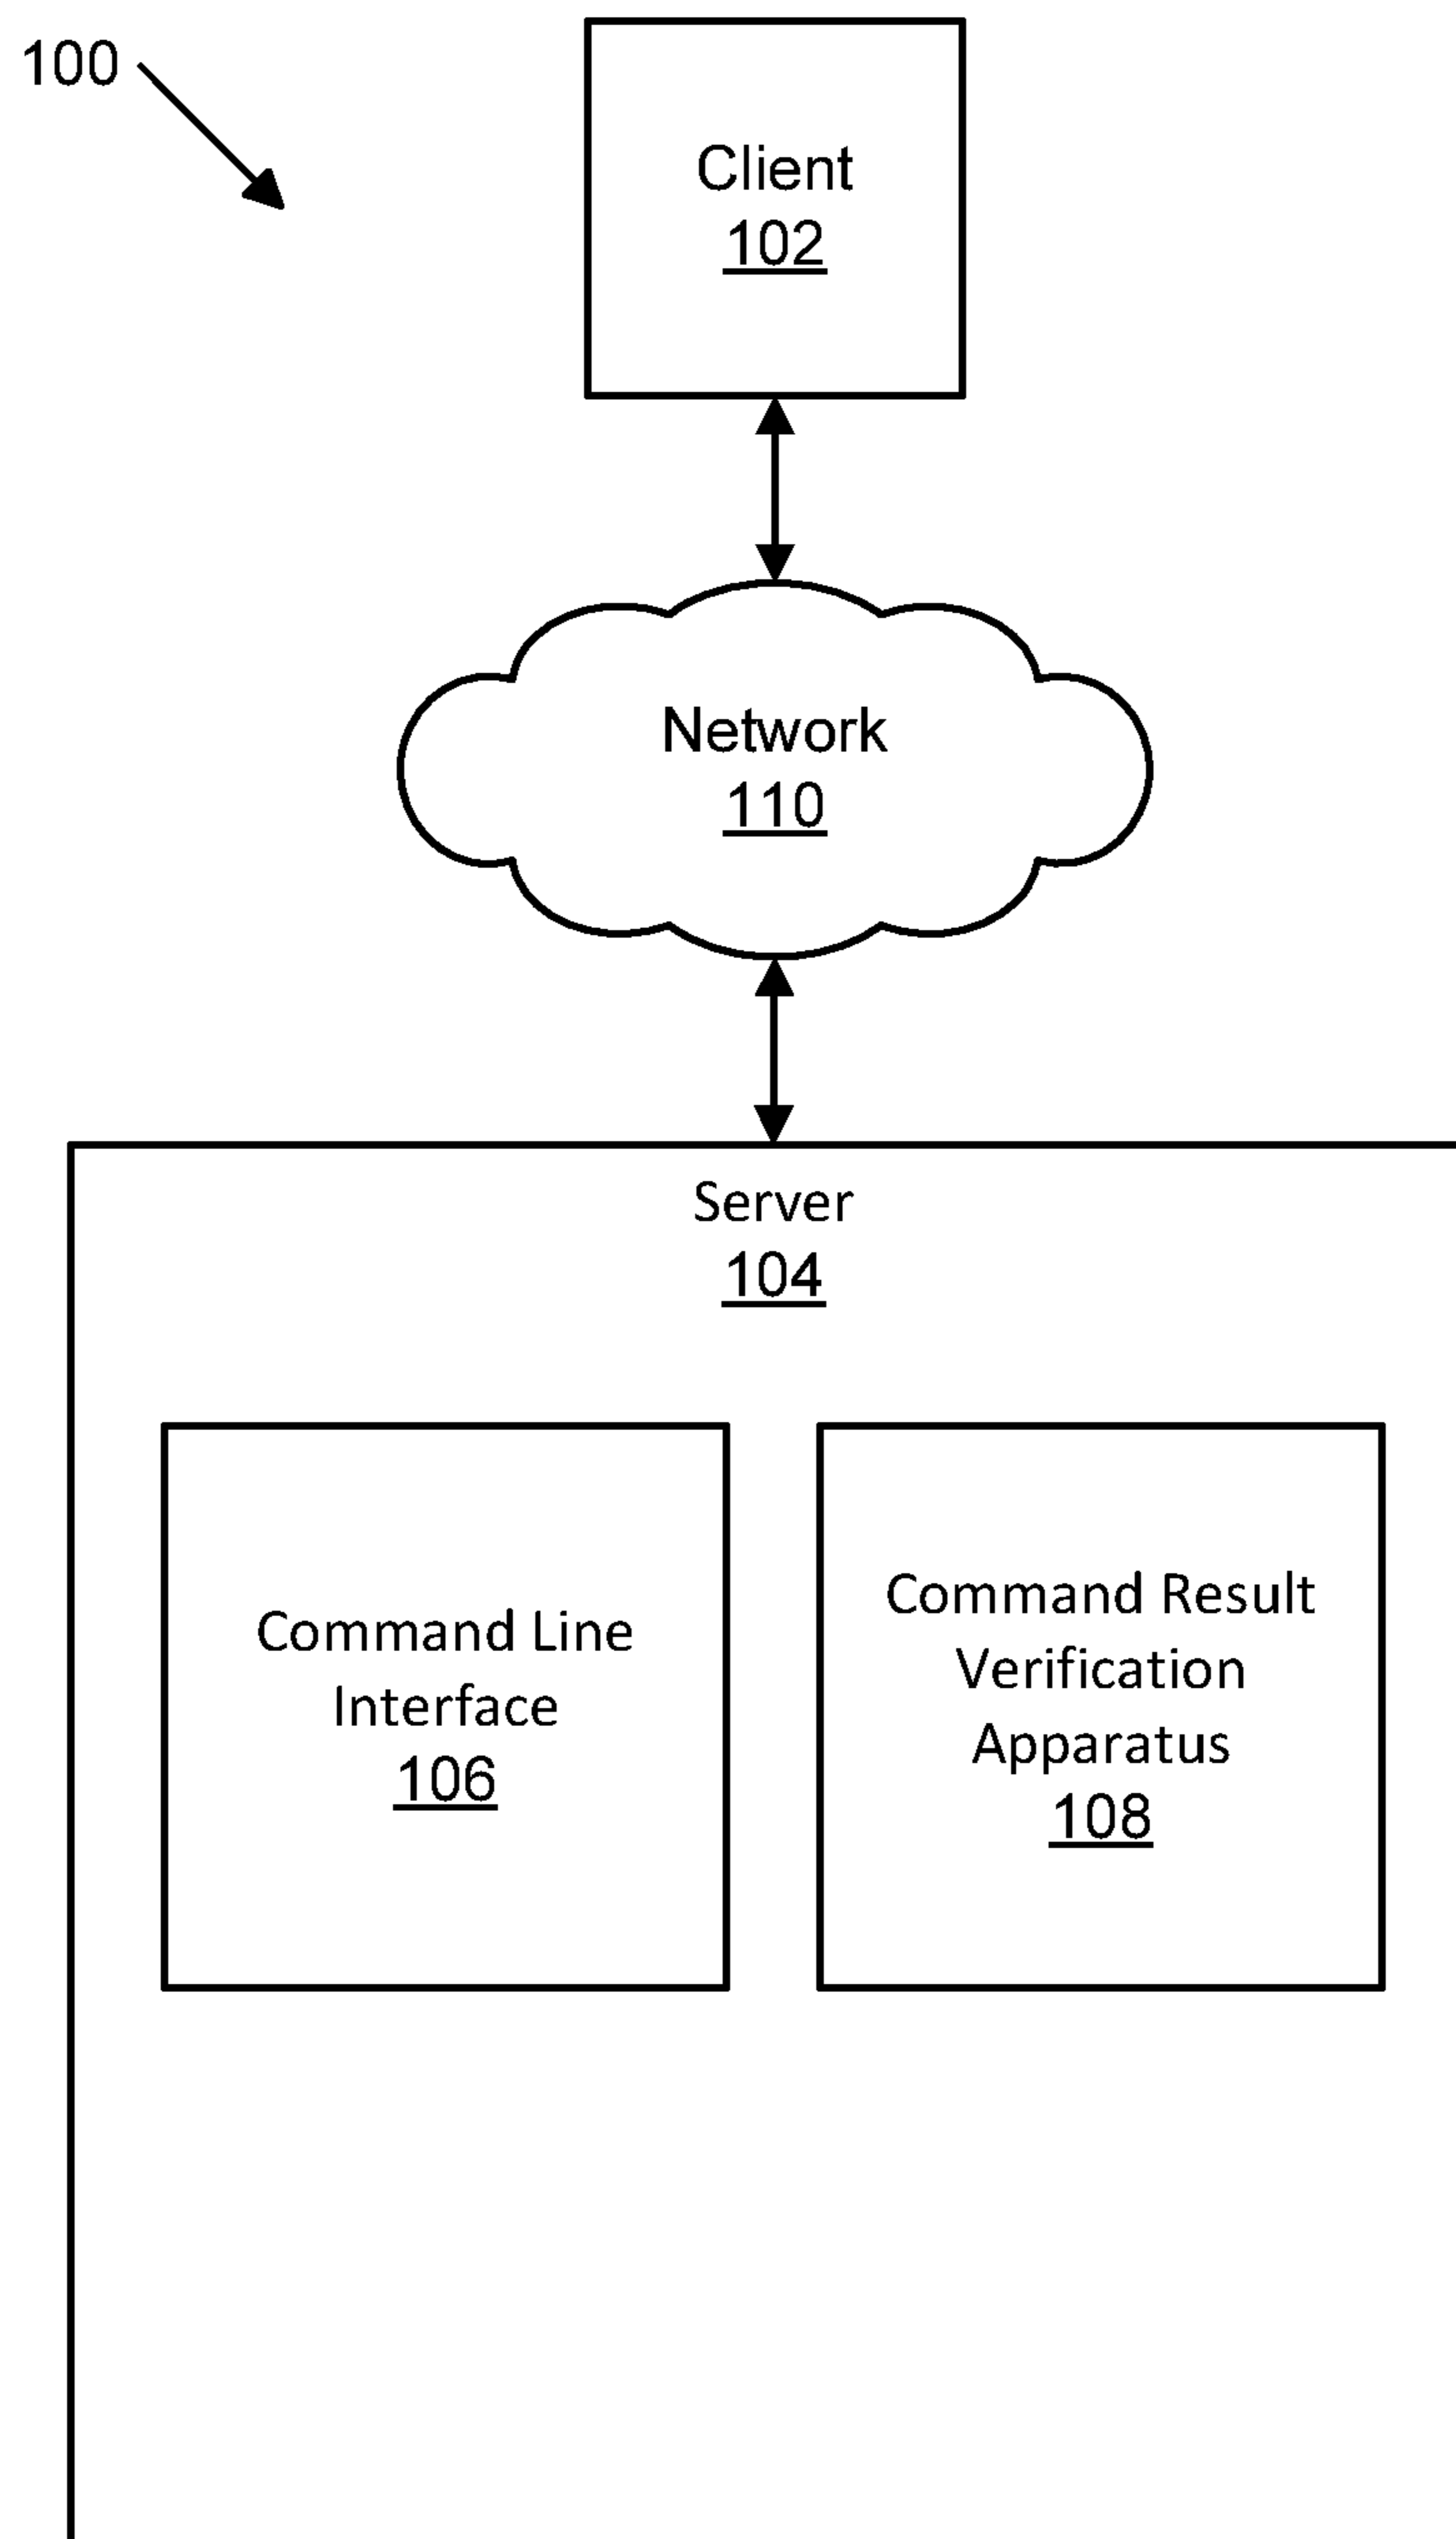 100
Client
102
Network
110
Server
104
Command Line
Interface
106
Command Result
Verification
Apparatus
108